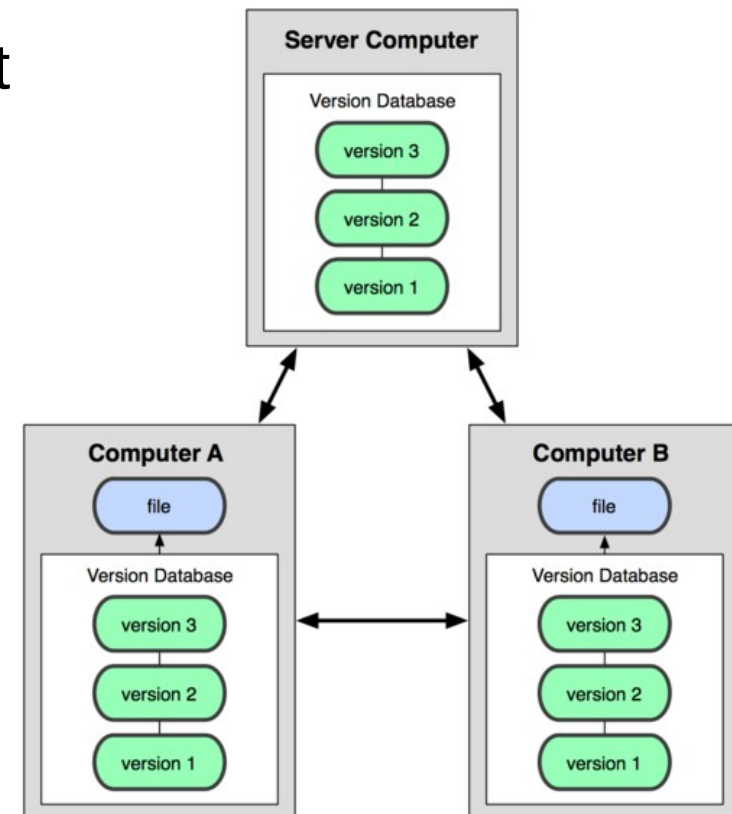 t
Server Computer
Version Database
version 3
version 2
version 1
Computer A
file
Version Database
version 3
version 2
version 1
Computer B
file
Version Database
version 3
version 2
version 1